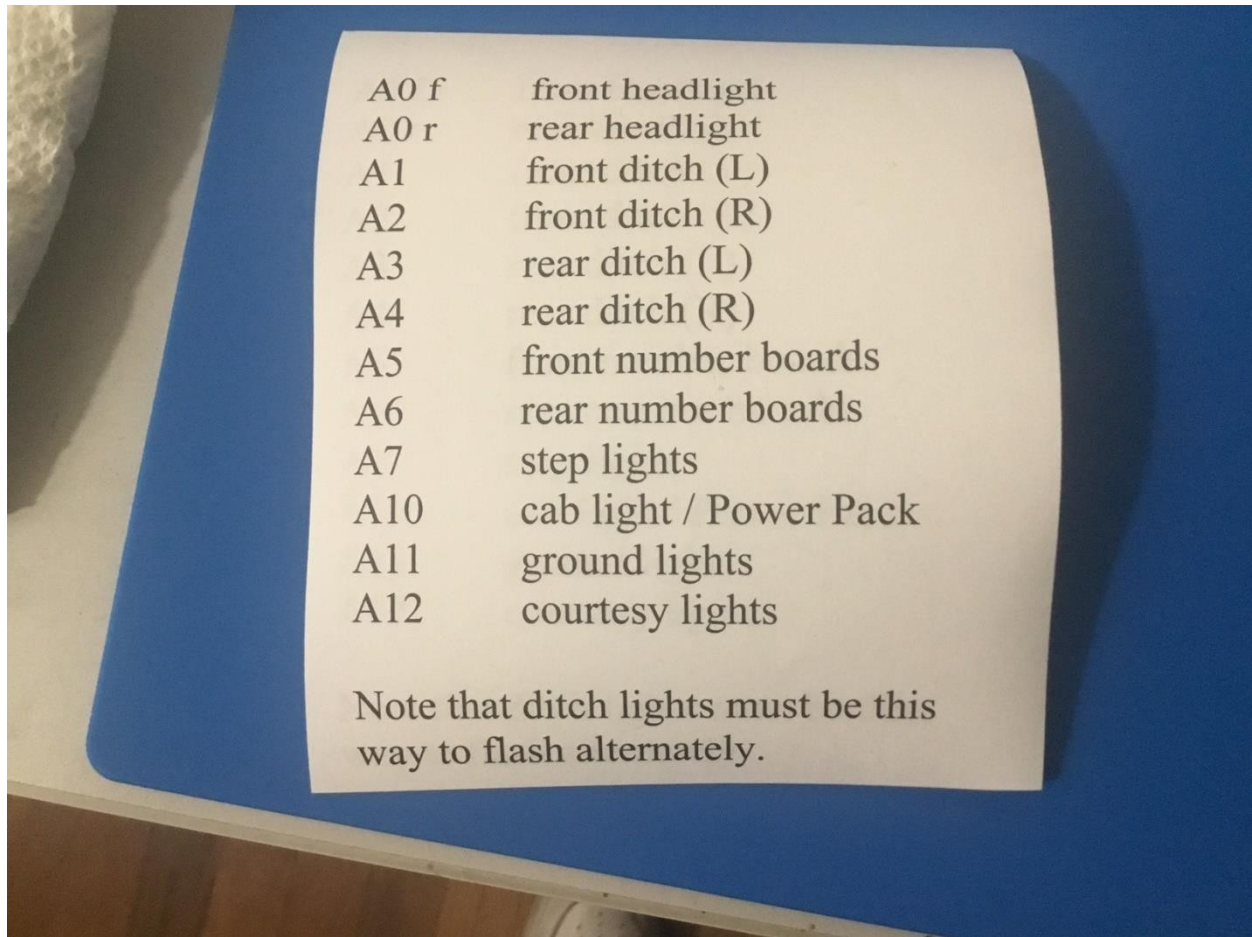 A0 f front headlight
A0 r rear headlight
A1 front ditch (L)
A2 front ditch (R)
A3 rear ditch (L)
A4 rear ditch (R)
A5 front number boards
A6 rear number boards
A7 step lights
A10 cab light / Power Pack
A11 ground lights
A12 courtesy lights
Note that ditch lights must be this
way to flash alternately.